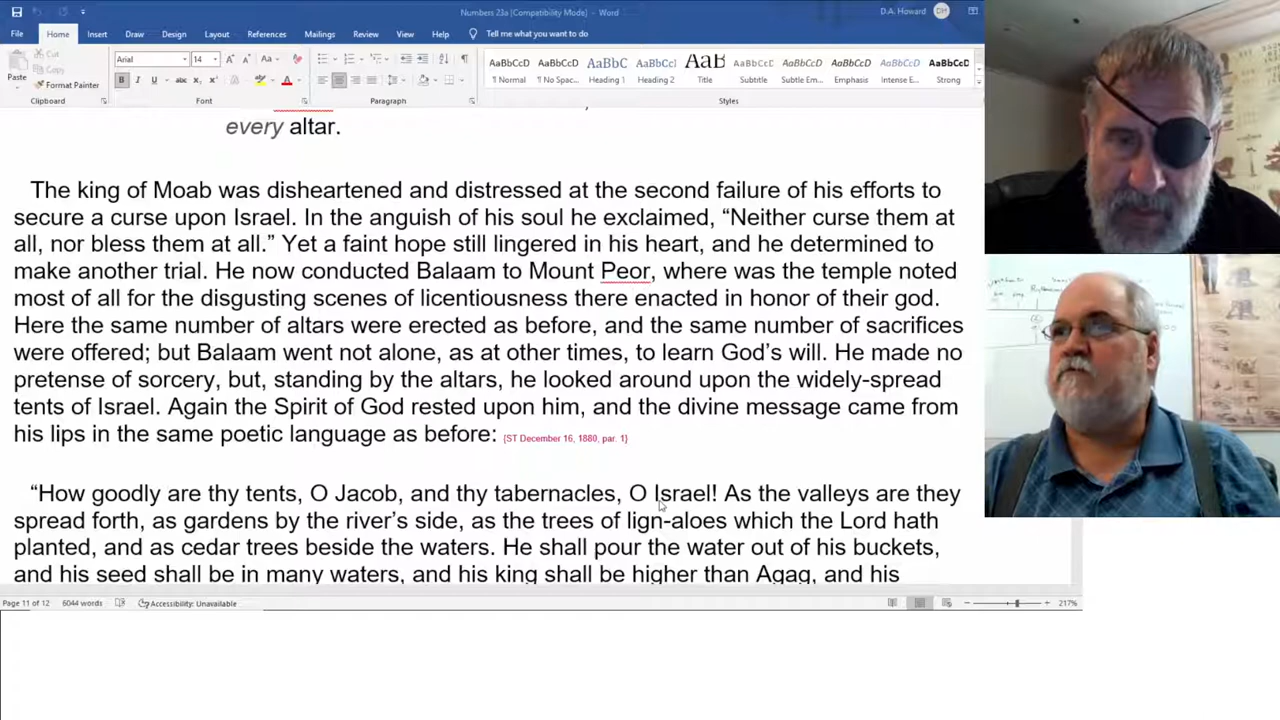 Numbers 23a [Compatibility Mode] - Word
D.A. Howard
DH
File Home Insert Draw Design Layout References Mailings Review View Help Tell me what you want to do
Paste
Cut
Copy
Format Painter
Clipboard
Arial 14
B I U abc x₂ x²
Font
Paragraph
AaBbCc AaBbCc AaBbC AaBbCc AaB AaBbCcD AaBbCcD AaBbCcD AaBbCcD AaBbCc
¶ Normal ¶ No Spac... Heading 1 Heading 2 Title Subtitle Subtle Em... Emphasis Intense E... Strong
Styles
every altar.
The king of Moab was disheartened and distressed at the second failure of his efforts to
secure a curse upon Israel. In the anguish of his soul he exclaimed, “Neither curse them at
all, nor bless them at all.” Yet a faint hope still lingered in his heart, and he determined to
make another trial. He now conducted Balaam to Mount Peor, where was the temple noted
most of all for the disgusting scenes of licentiousness there enacted in honor of their god.
Here the same number of altars were erected as before, and the same number of sacrifices
were offered; but Balaam went not alone, as at other times, to learn God’s will. He made no
pretense of sorcery, but, standing by the altars, he looked around upon the widely-spread
tents of Israel. Again the Spirit of God rested upon him, and the divine message came from
his lips in the same poetic language as before: {ST December 16, 1880, par. 1}
“How goodly are thy tents, O Jacob, and thy tabernacles, O Israel! As the valleys are they
spread forth, as gardens by the river’s side, as the trees of lign-aloes which the Lord hath
planted, and as cedar trees beside the waters. He shall pour the water out of his buckets,
and his seed shall be in many waters, and his king shall be higher than Agag, and his
Page 11 of 12 6044 words Accessibility: Unavailable 217%